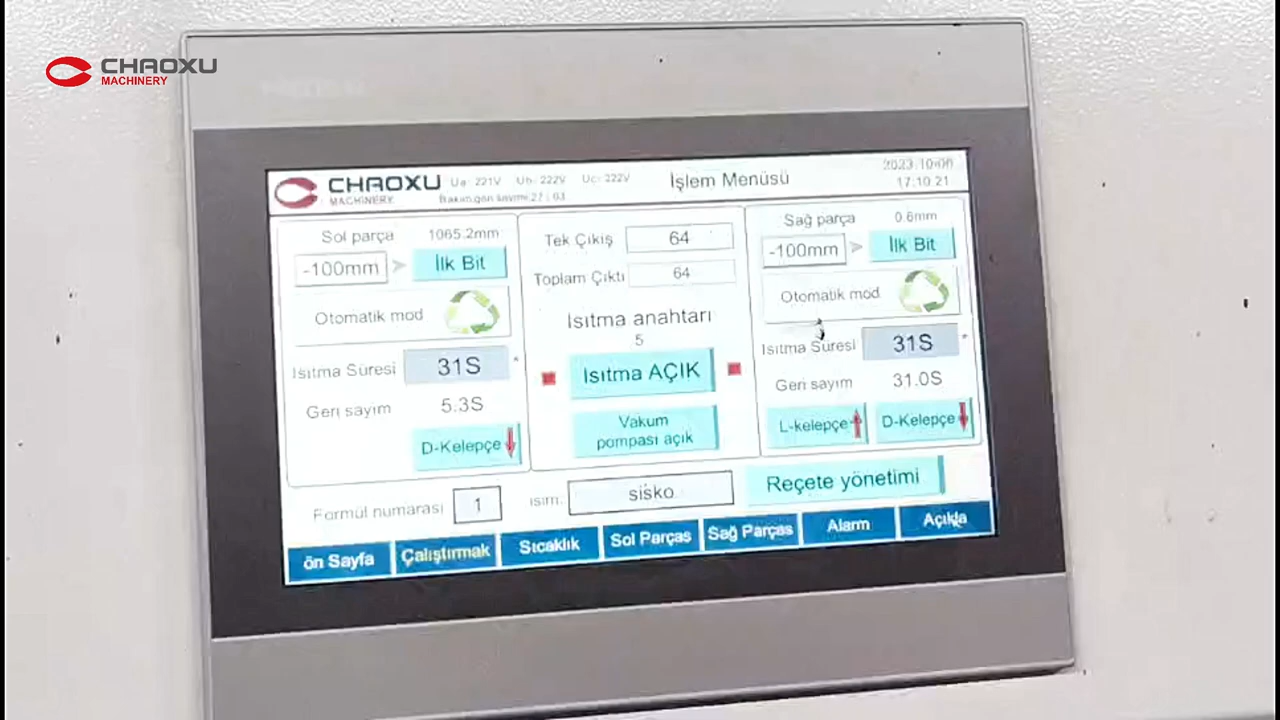 CHAOXU
MACHINERY
CHAOXU
MACHINERY
Ua: 221V Ub: 222V Uc: 222V
İşlem Menüsü
2023-10-06
17:10:21
Sol parça 1065.2mm
-100mm > İlk Bit
Otomatik mod
Isıtma Süresi 31S
Geri sayım 5.3S
D-Kelepçe
Tek Çıkış 64
Toplam Çıktı 64
Isıtma anahtarı
5
Isıtma AÇIK
Vakum
pompası açık
Sağ parça 0.6mm
-100mm > İlk Bit
Otomatik mod
Isıtma Süresi 31S
Geri sayım 31.0S
L-kelepçe D-Kelepçe
Formül numarası 1 isim: sisko
Reçete yönetimi
ön Sayfa Çalıştırmak Sıcaklık Sol Parças Sağ Parças Alarm Açıkla